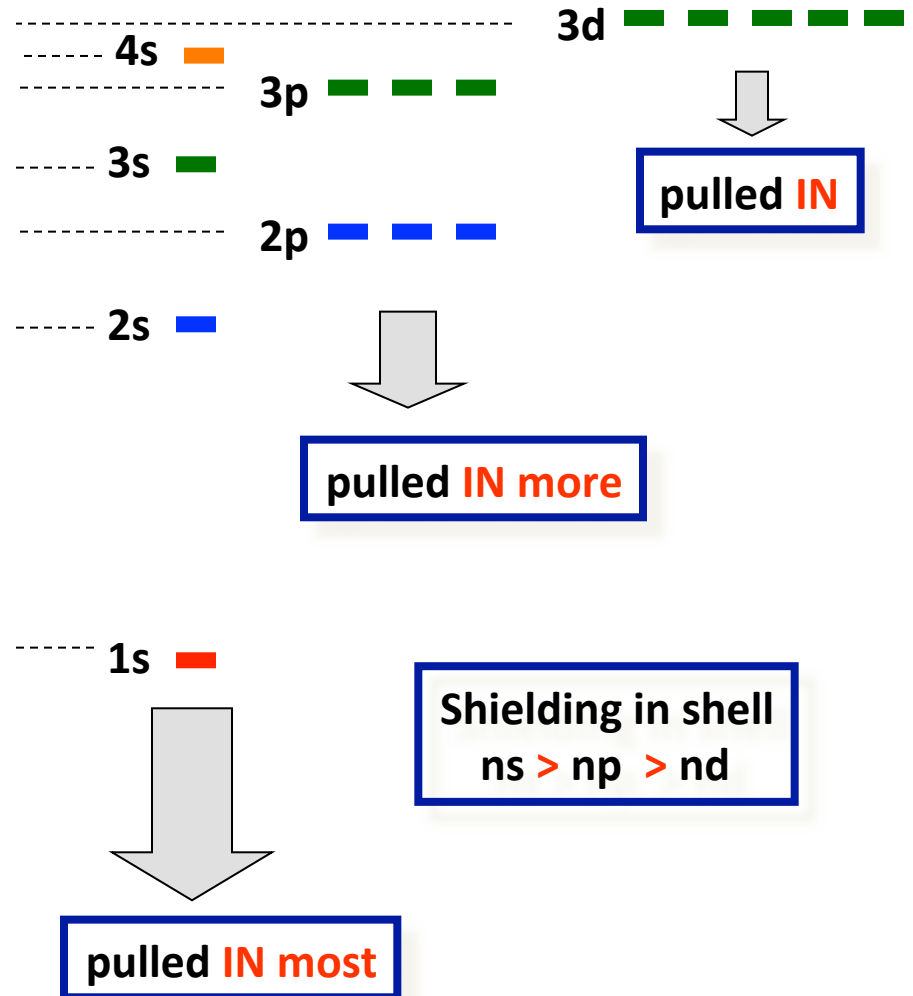 3d
4s
3p
3s
pulled IN
2p
2s
pulled IN more
1s
Shielding in shell
ns > np > nd
pulled IN most